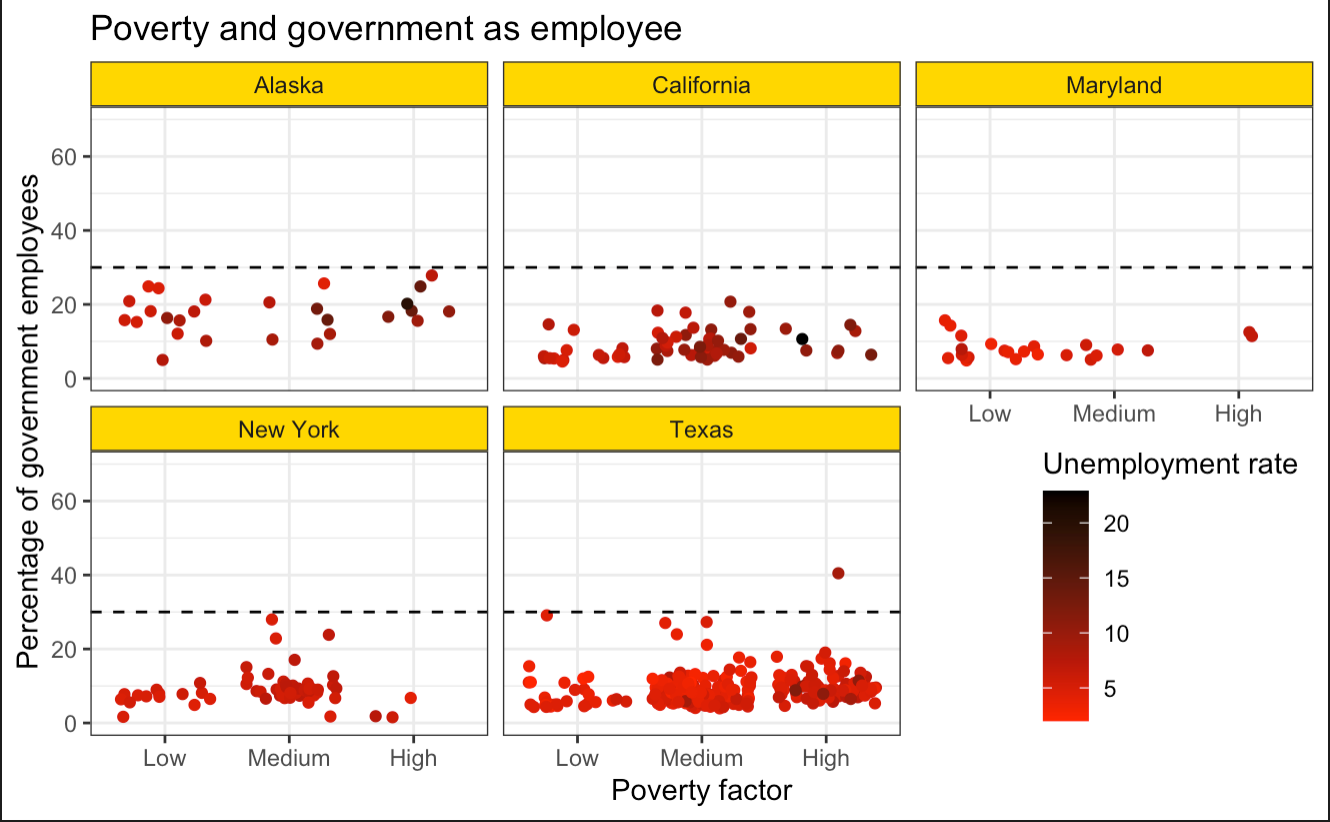 Poverty and government as employee
Alaska
California
Maryland
Percentage of government employees
60
40
20
0
Low
Medium
High
New York
Texas
60
40
20
0
Low
Medium
High
Low
Medium
High
Poverty factor
Unemployment rate
20
15
10
5